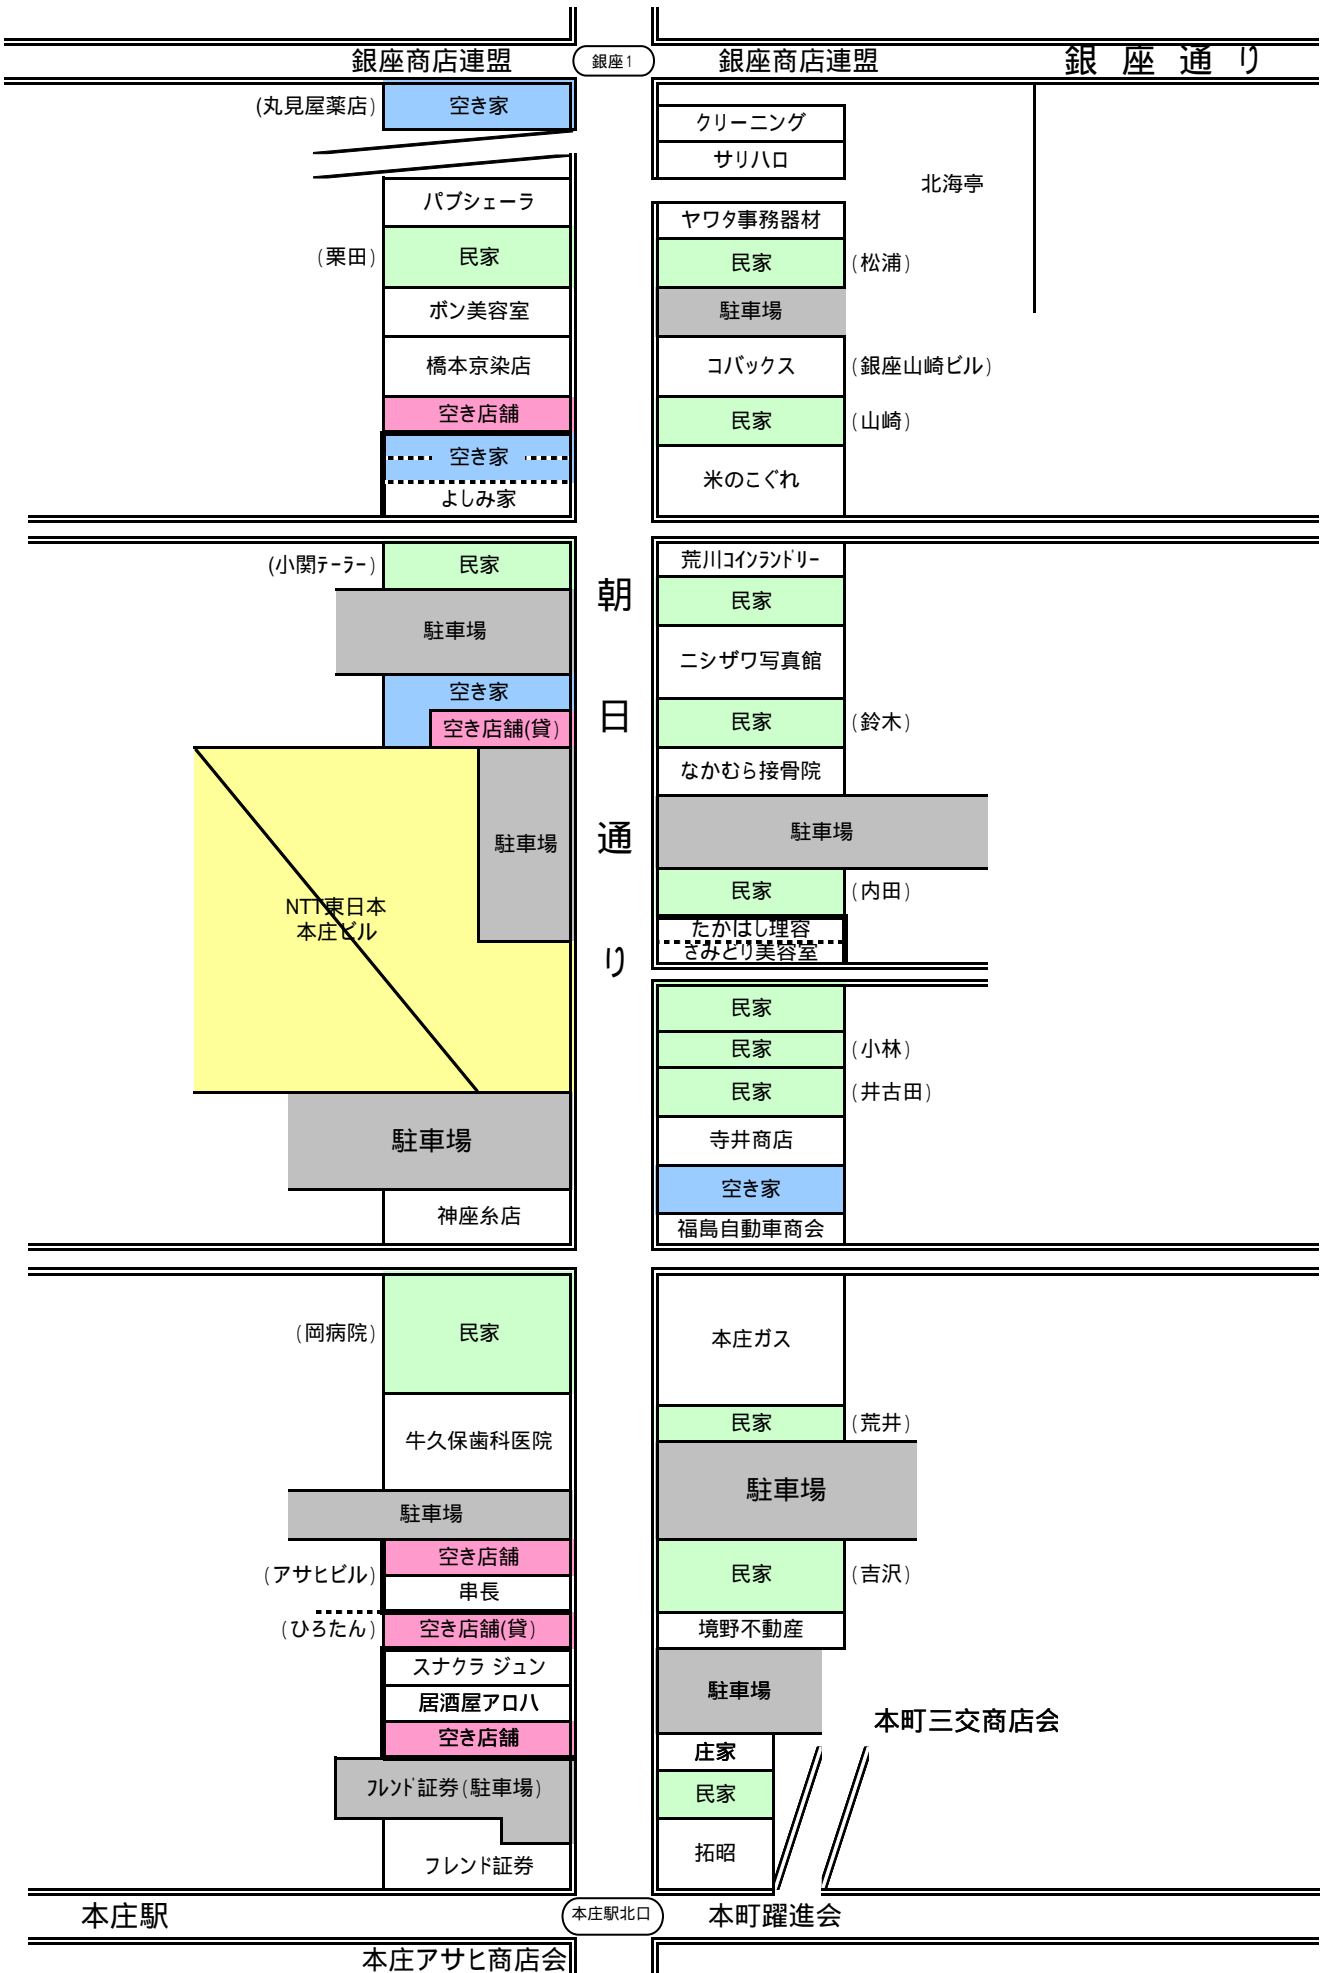 銀座商店連盟
銀座1
銀座商店連盟
銀座通り
(丸見屋薬店)
空き家
クリーニング
サリハロ
北海亭
パブシェーラ
ヤワタ事務器材
(栗田)
民家
民家
(松浦)
ボン美容室
駐車場
橋本京染店
コバックス
(銀座山崎ビル)
空き店舗
民家
(山崎)
空き家
米のこぐれ
よしみ家
(小関テーラー)
民家
荒川コインランドリー
朝日通り
民家
駐車場
ニシザワ写真館
空き家
空き店舗(貸)
民家
(鈴木)
なかむら接骨院
駐車場
駐車場
NTT東日本
本庄ビル
民家
(内田)
たかはし理容
さみどり美容室
民家
民家
(小林)
民家
(井古田)
駐車場
寺井商店
空き家
神座糸店
福島自動車商会
(岡病院)
民家
本庄ガス
民家
(荒井)
牛久保歯科医院
駐車場
駐車場
空き店舗
(アサヒビル)
串長
民家
(吉沢)
(ひろたん)
空き店舗(貸)
境野不動産
スナクラ ジュン
居酒屋アロハ
駐車場
空き店舗
本町三交商店会
庄家
フレンド証券(駐車場)
民家
フレンド証券
拓昭
本庄駅
本庄駅北口
本町躍進会
本庄アサヒ商店会